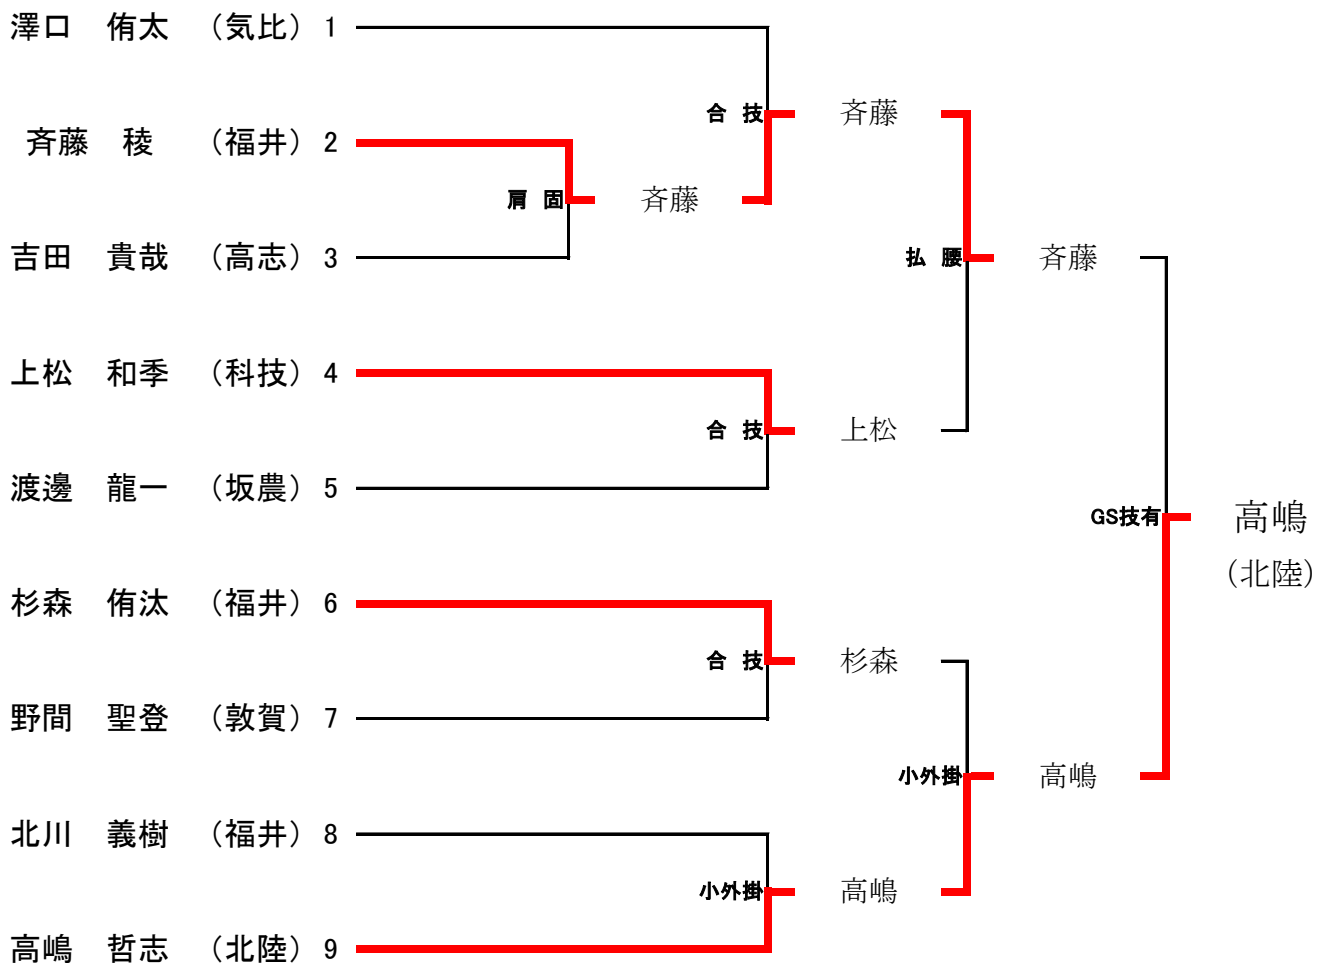 澤口　侑太　（気比） 1
合 技　斉藤
斉藤　稜　（福井） 2
肩 固　斉藤
吉田　貴哉　（高志） 3
払 腰　斉藤
上松　和季　（科技） 4
合 技　上松
渡邊　龍一　（坂農） 5
GS技有　高嶋
（北陸）
杉森　侑汰　（福井） 6
合 技　杉森
野間　聖登　（敦賀） 7
小外掛　高嶋
北川　義樹　（福井） 8
小外掛　高嶋
高嶋　哲志　（北陸） 9